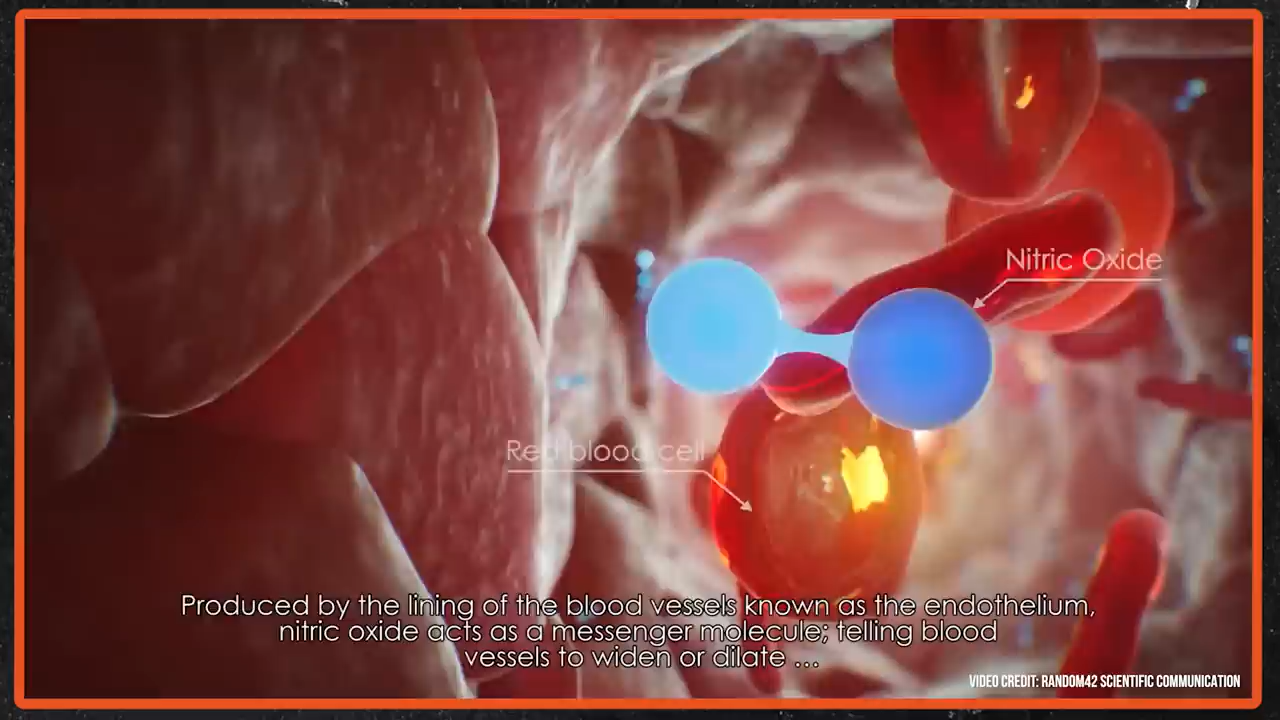 Nitric Oxide
Red blood cell
Produced by the lining of the blood vessels known as the endothelium,
nitric oxide acts as a messenger molecule; telling blood
vessels to widen or dilate ...
VIDEO CREDIT: RANDOM42 SCIENTIFIC COMMUNICATION